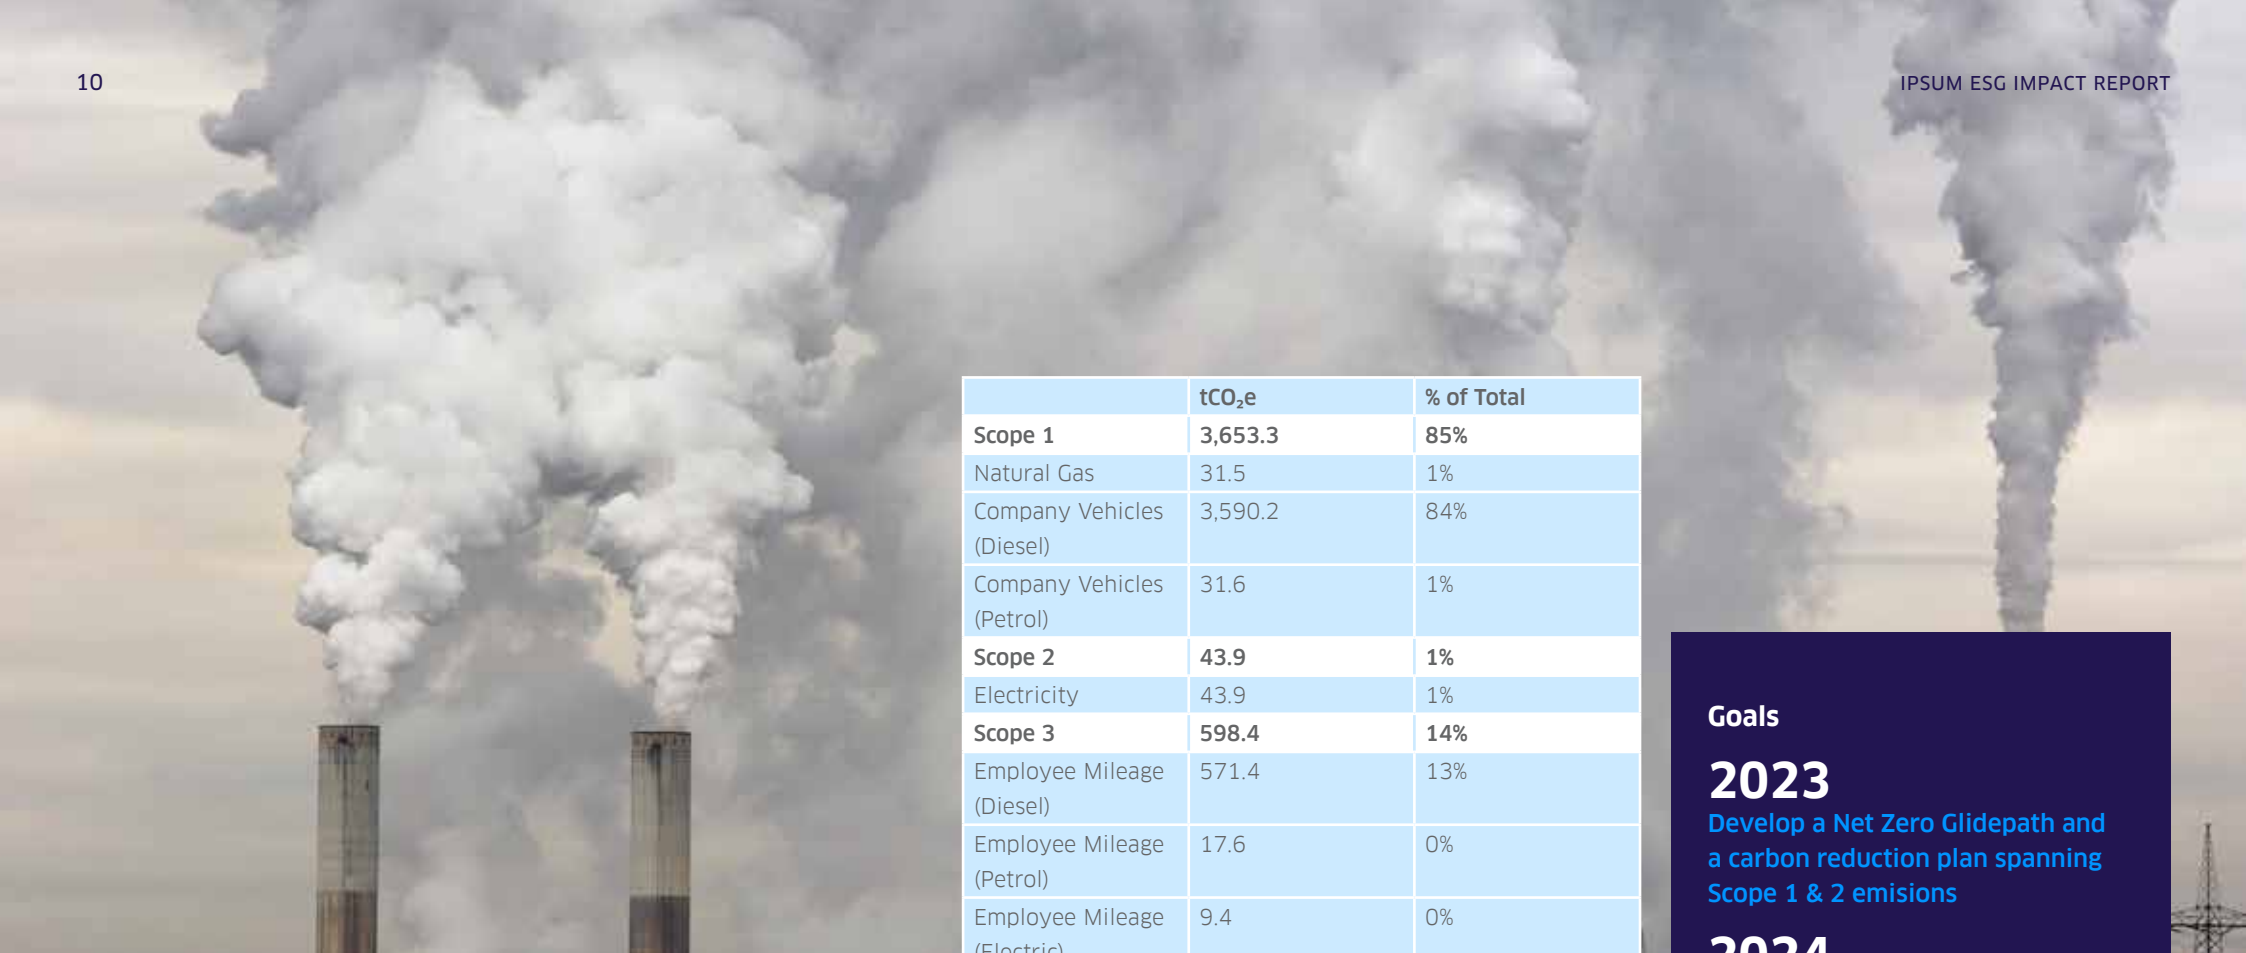 10
IPSUM ESG IMPACT REPORT
tCO₂e % of Total
Scope 1 3,653.3 85%
Natural Gas 31.5 1%
Company Vehicles 3,590.2 84%
(Diesel)
Company Vehicles 31.6 1%
(Petrol)
Scope 2 43.9 1%
Electricity 43.9 1%
Scope 3 598.4 14%
Employee Mileage 571.4 13%
(Diesel)
Employee Mileage 17.6 0%
(Petrol)
Employee Mileage 9.4 0%
(Electric)
Goals
2023
Develop a Net Zero Glidepath and
a carbon reduction plan spanning
Scope 1 & 2 emisions
2024